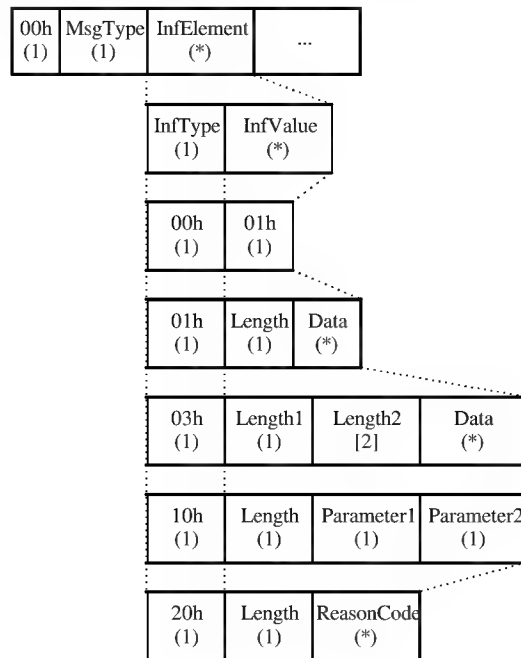 00h MsgType InfElement ...
(1) (1) (*)
InfType InfValue
(1) (*)
00h 01h
(1) (1)
01h Length Data
(1) (1) (*)
03h Length1 Length2 Data
(1) (1) [2] (*)
10h Length Parameter1 Parameter2
(1) (1) (1) (1)
20h Length ReasonCode
(1) (1) (*)